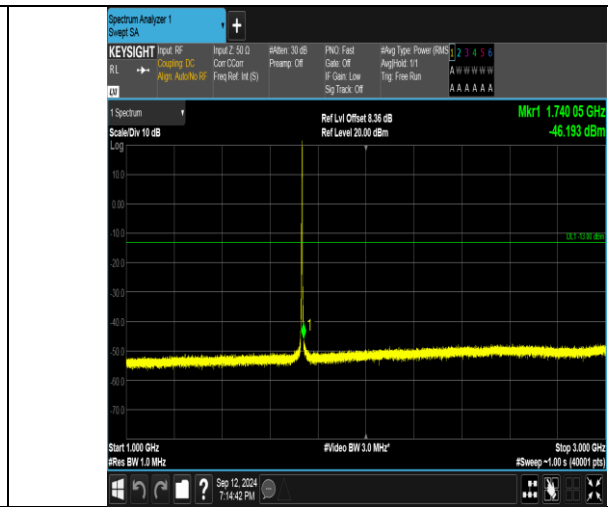 Spectrum Analyzer 1
Swept SA
+
KEYSIGHT Input: RF Input Z: 50 Ω #Atten: 30 dB PNO: Fast #Avg Type: Power (RMS 1 2 3 4 5 6
RL Coupling: DC Corr CCorr Preamp: Off Gate: Off Avg|Hold: 1/1 A W W W W W
Align: Auto/No RF Freq Ref: Int (S) IF Gain: Low Trig: Free Run
Sig Track: Off A A A A A A
1 Spectrum Ref Lvl Offset 8.36 dB Mkr1 1.740 05 GHz
Scale/Div 10 dB Ref Level 20.00 dBm -46.193 dBm
Log
10.0
0.00
-10.0
DL1 -13.00 dBm
-20.0
-30.0
-40.0
1
-50.0
-60.0
-70.0
Start 1.000 GHz #Video BW 3.0 MHz* Stop 3.000 GHz
#Res BW 1.0 MHz #Sweep ~1.00 s (40001 pts)
? Sep 12, 2024
7:14:42 PM